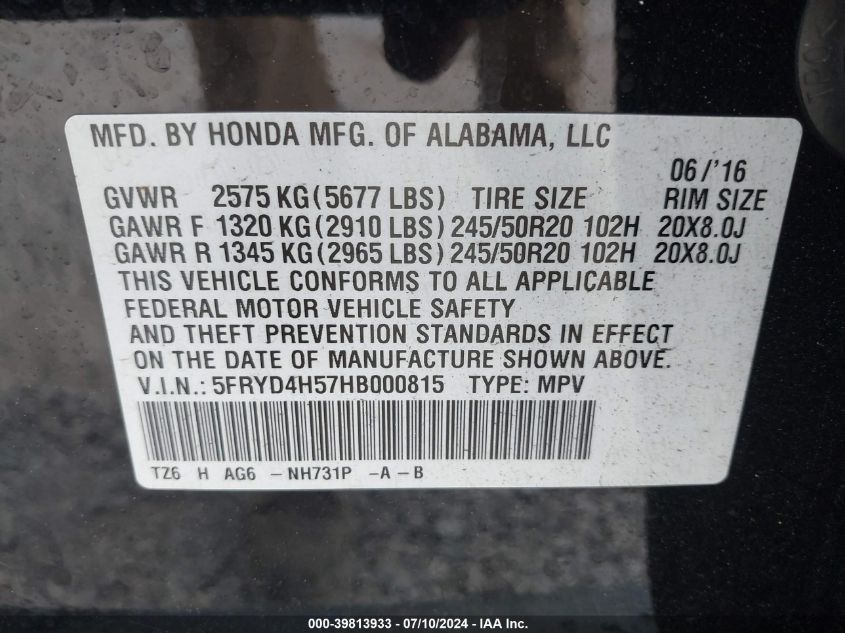 MFD. BY HONDA MFG. OF ALABAMA, LLC
06/'16
GVWR 2575 KG(5677 LBS) TIRE SIZE RIM SIZE
GAWR F 1320 KG(2910 LBS) 245/50R20 102H 20X8.0J
GAWR R 1345 KG(2965 LBS) 245/50R20 102H 20X8.0J
THIS VEHICLE CONFORMS TO ALL APPLICABLE
FEDERAL MOTOR VEHICLE SAFETY
AND THEFT PREVENTION STANDARDS IN EFFECT
ON THE DATE OF MANUFACTURE SHOWN ABOVE.
V.I.N.: 5FRYD4H57HB000815 TYPE: MPV
TZ6 H AG6 -NH731P -A-B
000-39813933 / 07/10/2024 - IAA Inc.